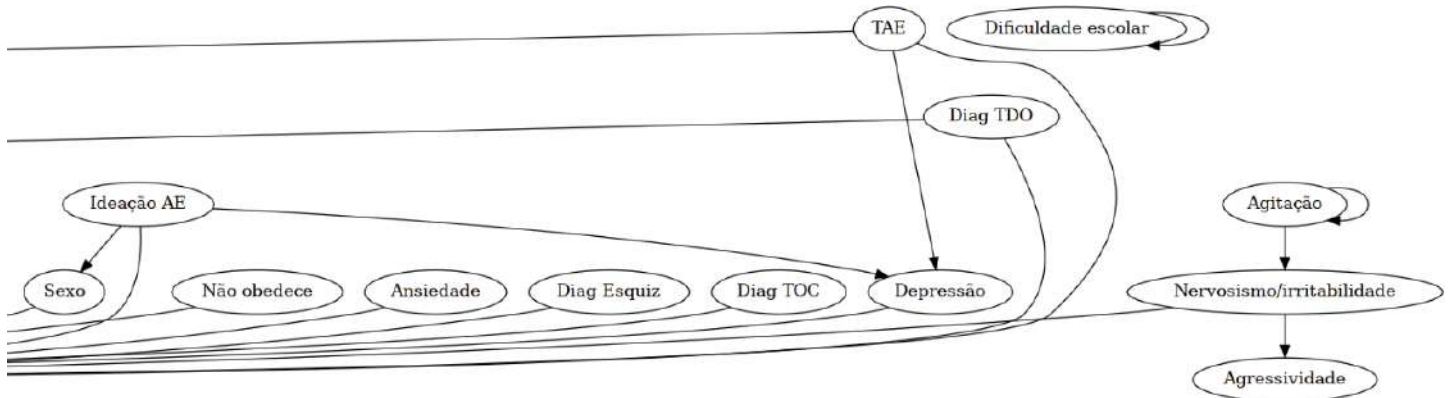 TAE
Dificuldade escolar
Diag TDO
Ideação AE
Agitação
Sexo
Não obedece
Ansiedade
Diag Esquiz
Diag TOC
Depressão
Nervosismo/irritabilidade
Agressividade